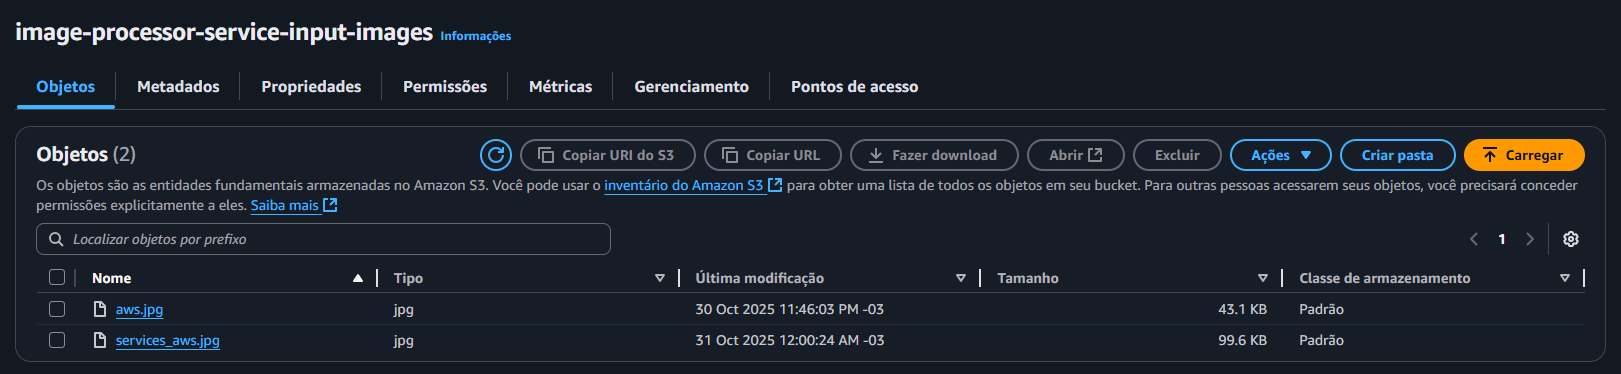 image-processor-service-input-images Informações
Objetos Metadados Propriedades Permissões Métricas Gerenciamento Pontos de acesso
Objetos (2) Copiar URI do S3 Copiar URL Fazer download Abrir Excluir Ações Criar pasta Carregar
Os objetos são as entidades fundamentais armazenadas no Amazon S3. Você pode usar o inventário do Amazon S3 para obter uma lista de todos os objetos em seu bucket. Para outras pessoas acessarem seus objetos, você precisará conceder
permissões explicitamente a eles. Saiba mais
Localizar objetos por prefixo 1
Nome Tipo Última modificação Tamanho Classe de armazenamento
aws.jpg jpg 30 Oct 2025 11:46:03 PM -03 43.1 KB Padrão
services_aws.jpg jpg 31 Oct 2025 12:00:24 AM -03 99.6 KB Padrão